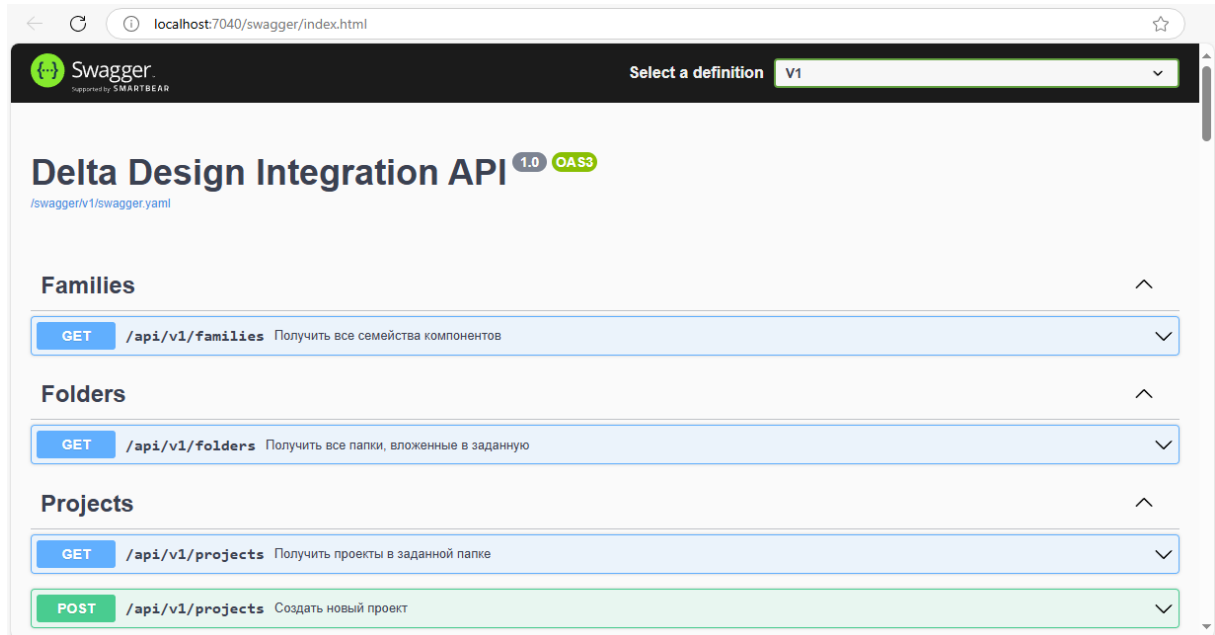 localhost:7040/swagger/index.html
Swagger.
Supported by SMARTBEAR
Select a definition V1
Delta Design Integration API 1.0 OAS3
/swagger/v1/swagger.yaml
Families
GET /api/v1/families Получить все семейства компонентов
Folders
GET /api/v1/folders Получить все папки, вложенные в заданную
Projects
GET /api/v1/projects Получить проекты в заданной папке
POST /api/v1/projects Создать новый проект